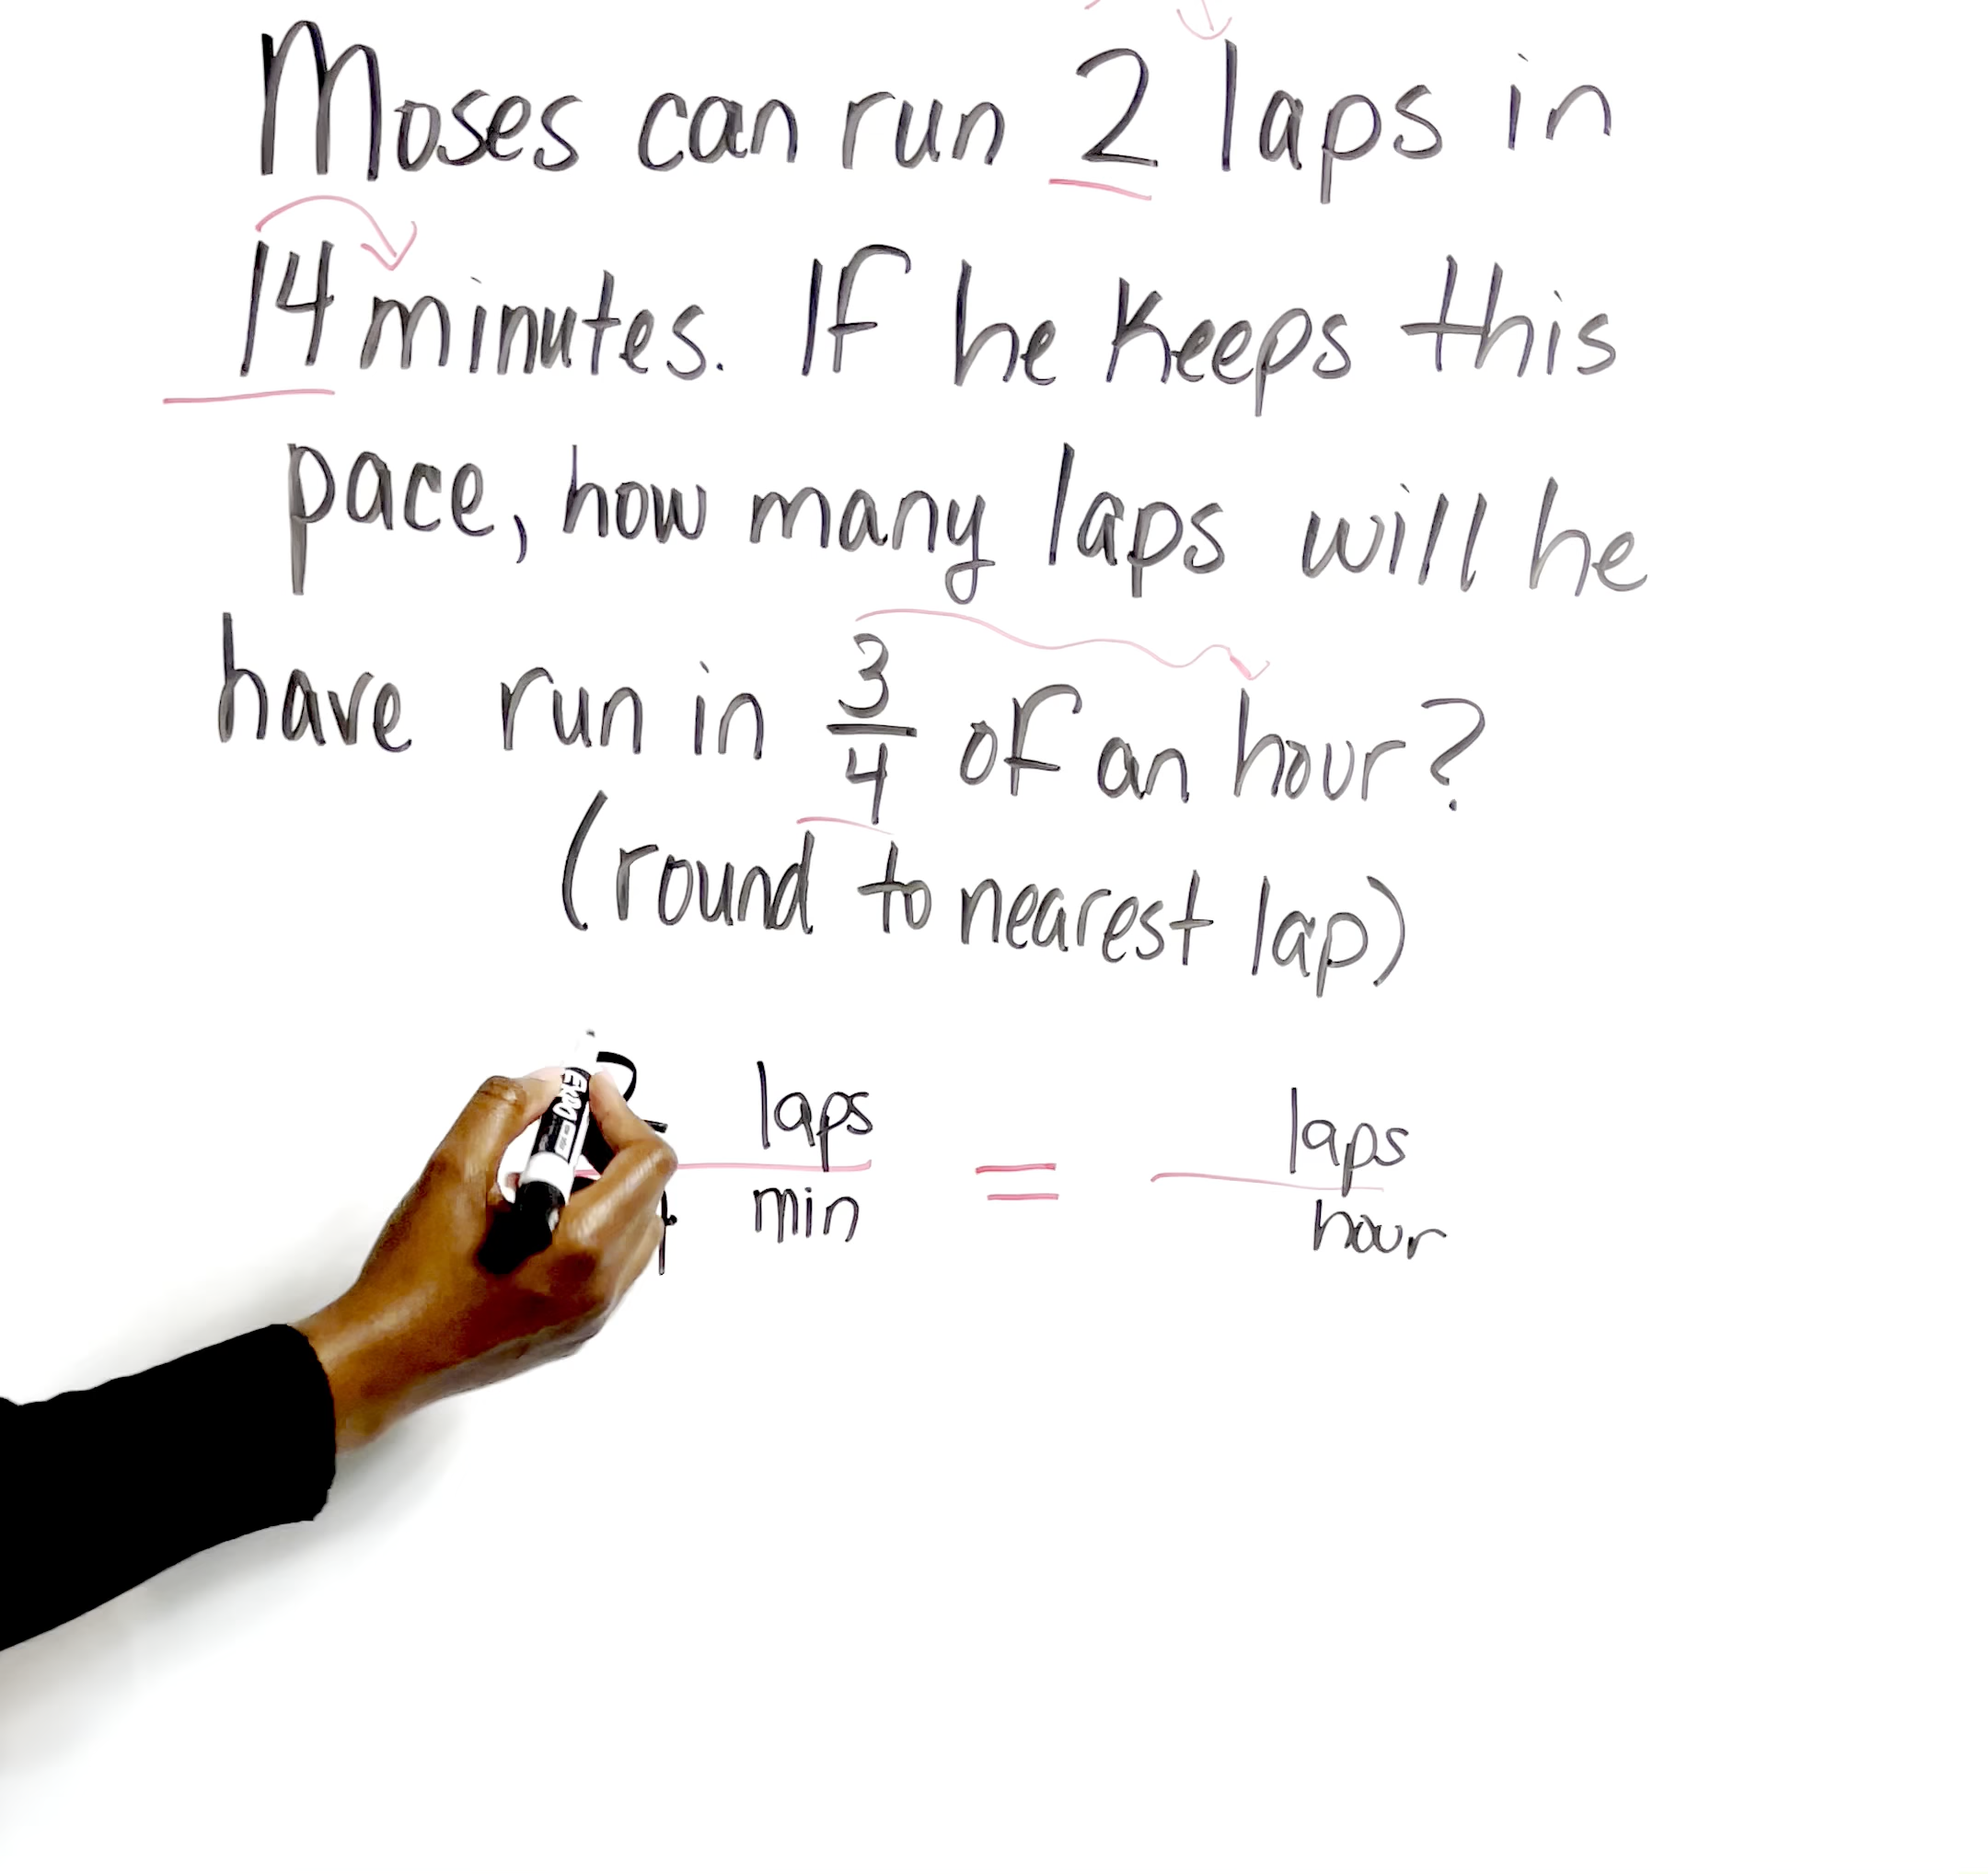 Moses can run 2 laps in
14 minutes. If he keeps this
pace, how many laps will he
have run in 3/4 of an hour?
(round to nearest lap)
laps
min
=
laps
hour
EXPO